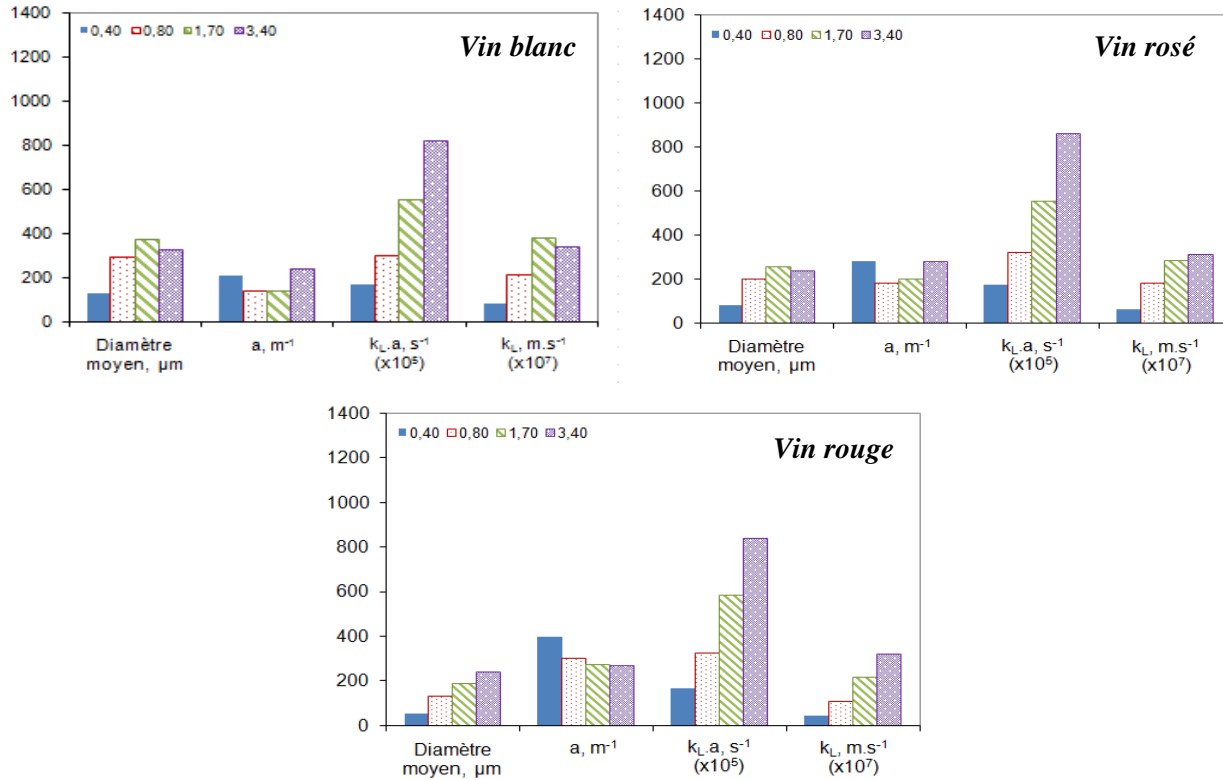 1400
1200
1000
800
600
400
200
0
0,40 0,80 1,70 3,40
Vin blanc
Diamètre
moyen, µm
a, m⁻¹
k_L.a, s⁻¹
(x10⁵)
k_L, m.s⁻¹
(x10⁷)
1400
1200
1000
800
600
400
200
0
0,40 0,80 1,70 3,40
Vin rosé
Diamètre
moyen, µm
a, m⁻¹
k_L.a, s⁻¹
(x10⁵)
k_L, m.s⁻¹
(x10⁷)
1400
1200
1000
800
600
400
200
0
0,40 0,80 1,70 3,40
Vin rouge
Diamètre
moyen, µm
a, m⁻¹
k_L.a, s⁻¹
(x10⁵)
k_L, m.s⁻¹
(x10⁷)